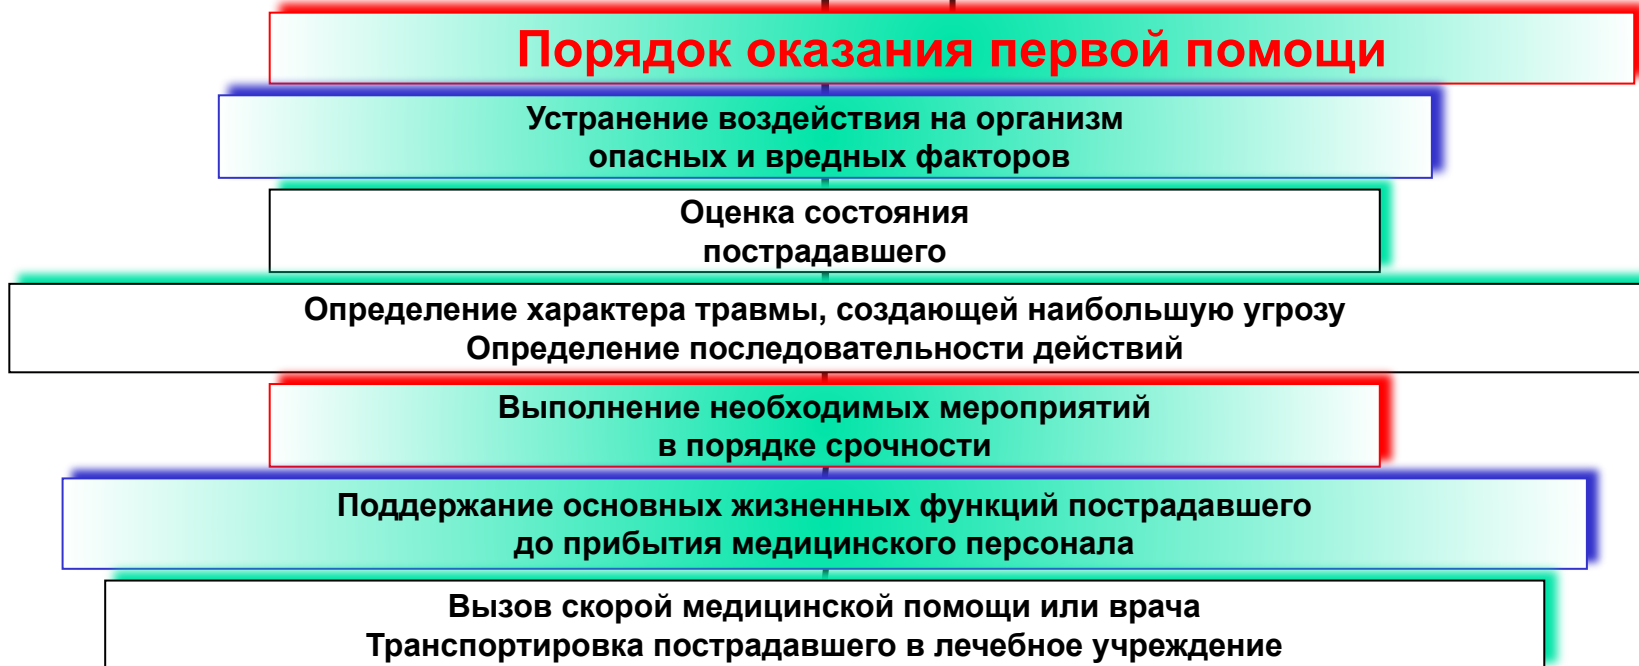 Порядок оказания первой помощи
Устранение воздействия на организм
опасных и вредных факторов
Оценка состояния
пострадавшего
Определение характера травмы, создающей наибольшую угрозу
Определение последовательности действий
Выполнение необходимых мероприятий
в порядке срочности
Поддержание основных жизненных функций пострадавшего
до прибытия медицинского персонала
Вызов скорой медицинской помощи или врача
Транспортировка пострадавшего в лечебное учреждение